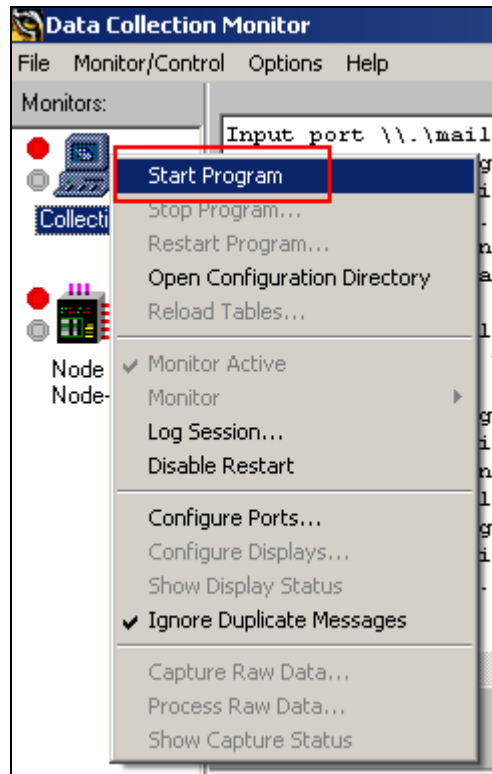 Data Collection Monitor
File Monitor/Control Options Help
Monitors:
Input port \\.\mail
Start Program
Stop Program...
Restart Program...
Open Configuration Directory
Reload Tables...
Monitor Active
Monitor
Log Session...
Disable Restart
Configure Ports...
Configure Displays...
Show Display Status
Ignore Duplicate Messages
Capture Raw Data...
Process Raw Data...
Show Capture Status
Collecti
Node
Node-